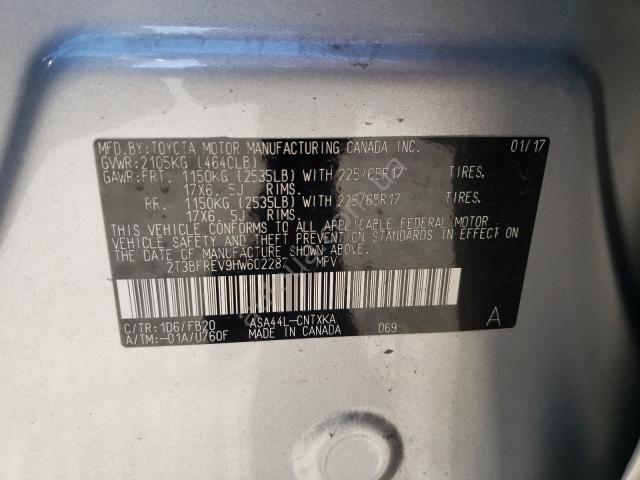 MFD.BY:TOYOTA MOTOR MANUFACTURING CANADA INC. 01/17
GVWR:2105KG (464CLB)
GAWR:FRT. 1150KG (2535LB) WITH 225/65R17 TIRES,
17X6.5J RIMS.
RR. 1150KG (2535LB) WITH 225/65R17 TIRES,
17X6.5J RIMS.
THIS VEHICLE CONFORMS TO ALL APPLICABLE FEDERAL MOTOR
VEHICLE SAFETY AND THEFT PREVENTION STANDARDS IN EFFECT ON
THE DATE OF MANUFACTURE SHOWN ABOVE.
2T3BFREV9HW6C2287 MPV
C/TR:1D6/FB20 ASA44L-CNTXKA 069
A/TM:-01A/U760F MADE IN CANADA A